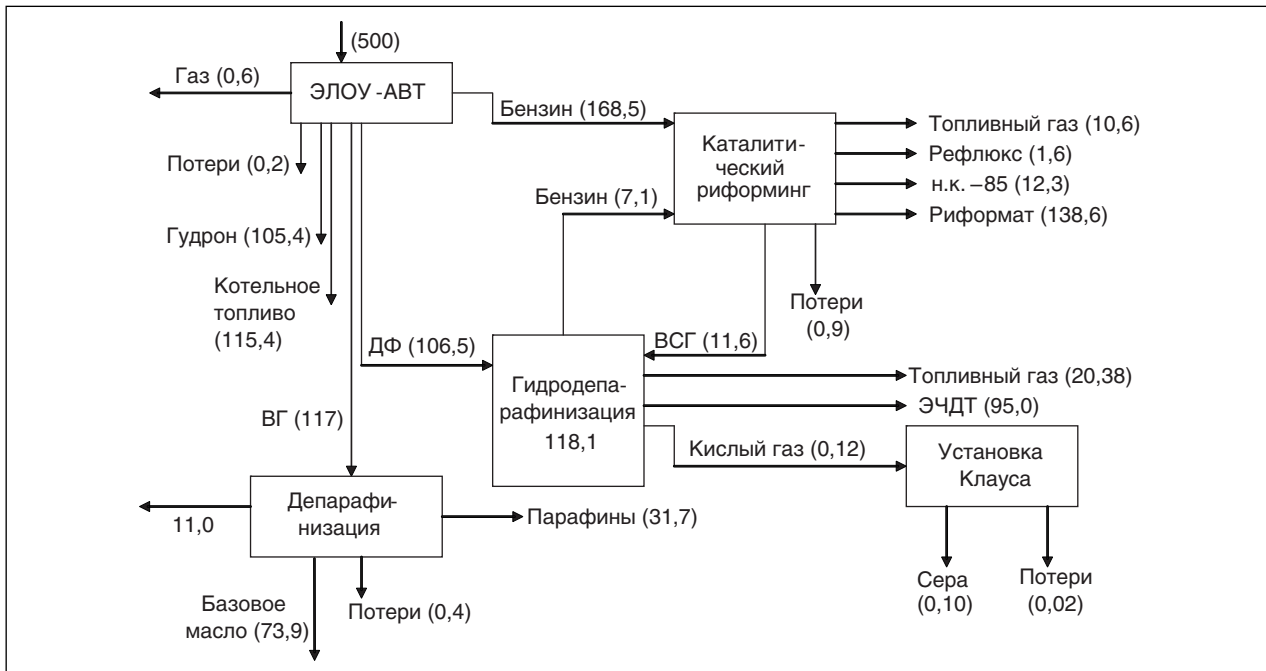 (500)
Газ (0,6)
ЭЛОУ -АВТ
Бензин (168,5)
Каталити-
ческий
риформинг
Топливный газ (10,6)
Рефлюкс (1,6)
н.к. –85 (12,3)
Риформат (138,6)
Потери (0,2)
Бензин (7,1)
Гудрон (105,4)
Котельное
топливо
(115,4)
Потери
(0,9)
ДФ (106,5)
ВСГ (11,6)
Гидродепа-
рафинизация
118,1
Топливный газ (20,38)
ЭЧДТ (95,0)
ВГ (117)
Кислый газ (0,12)
Установка
Клауса
Депарафи-
низация
11,0
Парафины (31,7)
Базовое
масло (73,9)
Потери (0,4)
Сера
(0,10)
Потери
(0,02)